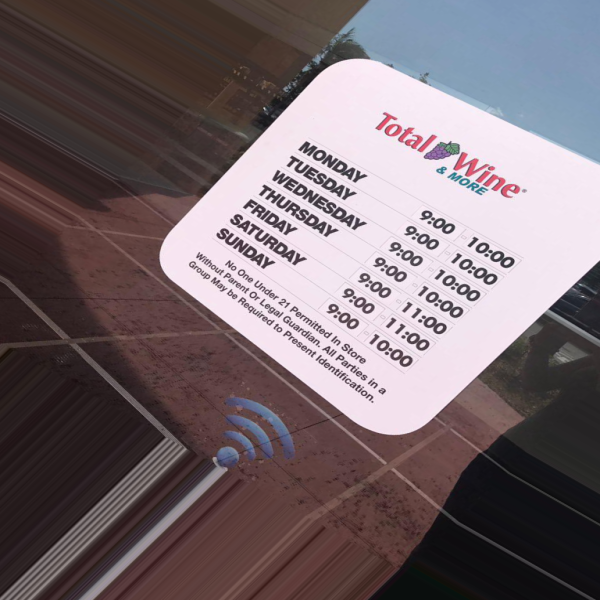 Total Wine
& MORE
MONDAY 9:00 - 10:00
TUESDAY 9:00 - 10:00
WEDNESDAY 9:00 - 10:00
THURSDAY 9:00 - 10:00
FRIDAY 9:00 - 11:00
SATURDAY 9:00 - 11:00
SUNDAY 9:00 - 10:00
No One Under 21 Permitted In Store
Without Parent Or Legal Guardian. All Parties in a
Group May be Required to Present Identification.